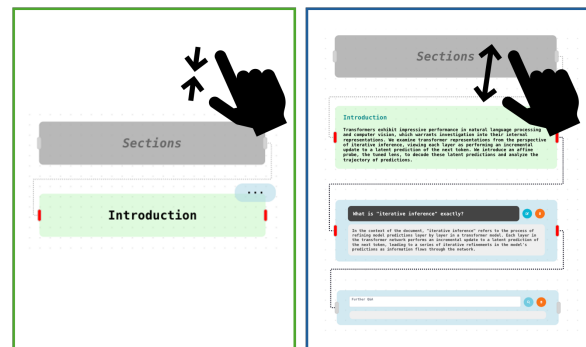 Sections
...
Introduction
Sections
Introduction
Transformers exhibit impressive performance in natural language processing
and computer vision, which warrants investigation into their internal
representations. We examine transformer representations from the perspective
of iterative inference, viewing each layer as performing an incremental
update to a latent prediction of the next token. We introduce an affine
probe, the tuned lens, to decode these latent predictions and analyze the
trajectory of predictions.
What is "iterative inference" exactly?
In the context of the document, "iterative inference" refers to the process of
refining model predictions layer by layer in a transformer model. Each layer in
the transformer network performs an incremental update to a latent prediction of
the next token, leading to a series of iterative refinements in the model's
predictions as information flows through the network.
Further Q&A